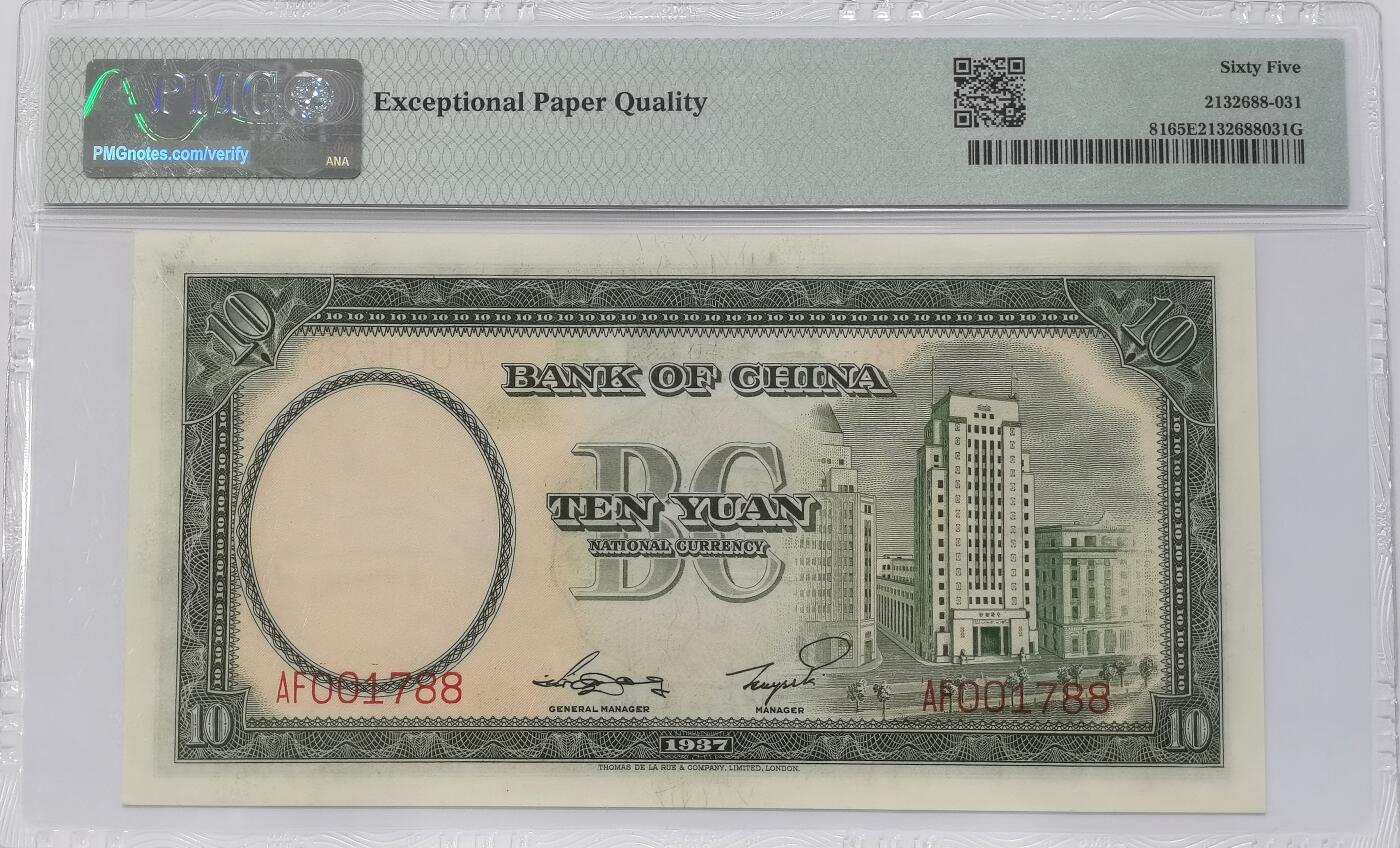 PMG
PMGnotes.com/verify
ANA
Exceptional Paper Quality
Sixty Five
2132688-031
8165E2132688031G
10
10
BANK OF CHINA
BC
TEN YUAN
NATIONAL CURRENCY
AF001788
GENERAL MANAGER
MANAGER
AF001788
10
10
1937
THOMAS DE LA RUE & COMPANY, LIMITED, LONDON.